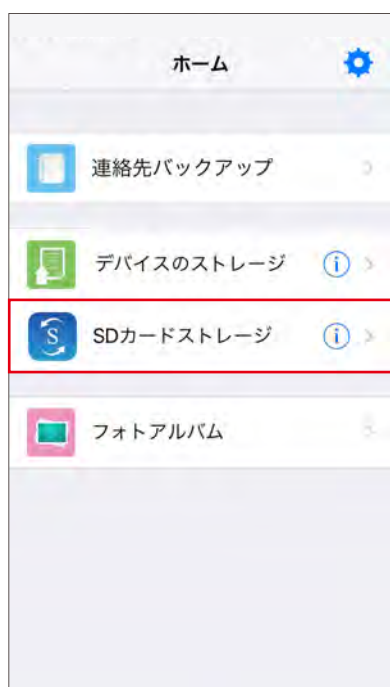 ホーム
連絡先バックアップ
デバイスのストレージ
SDカードストレージ
フォトアルバム